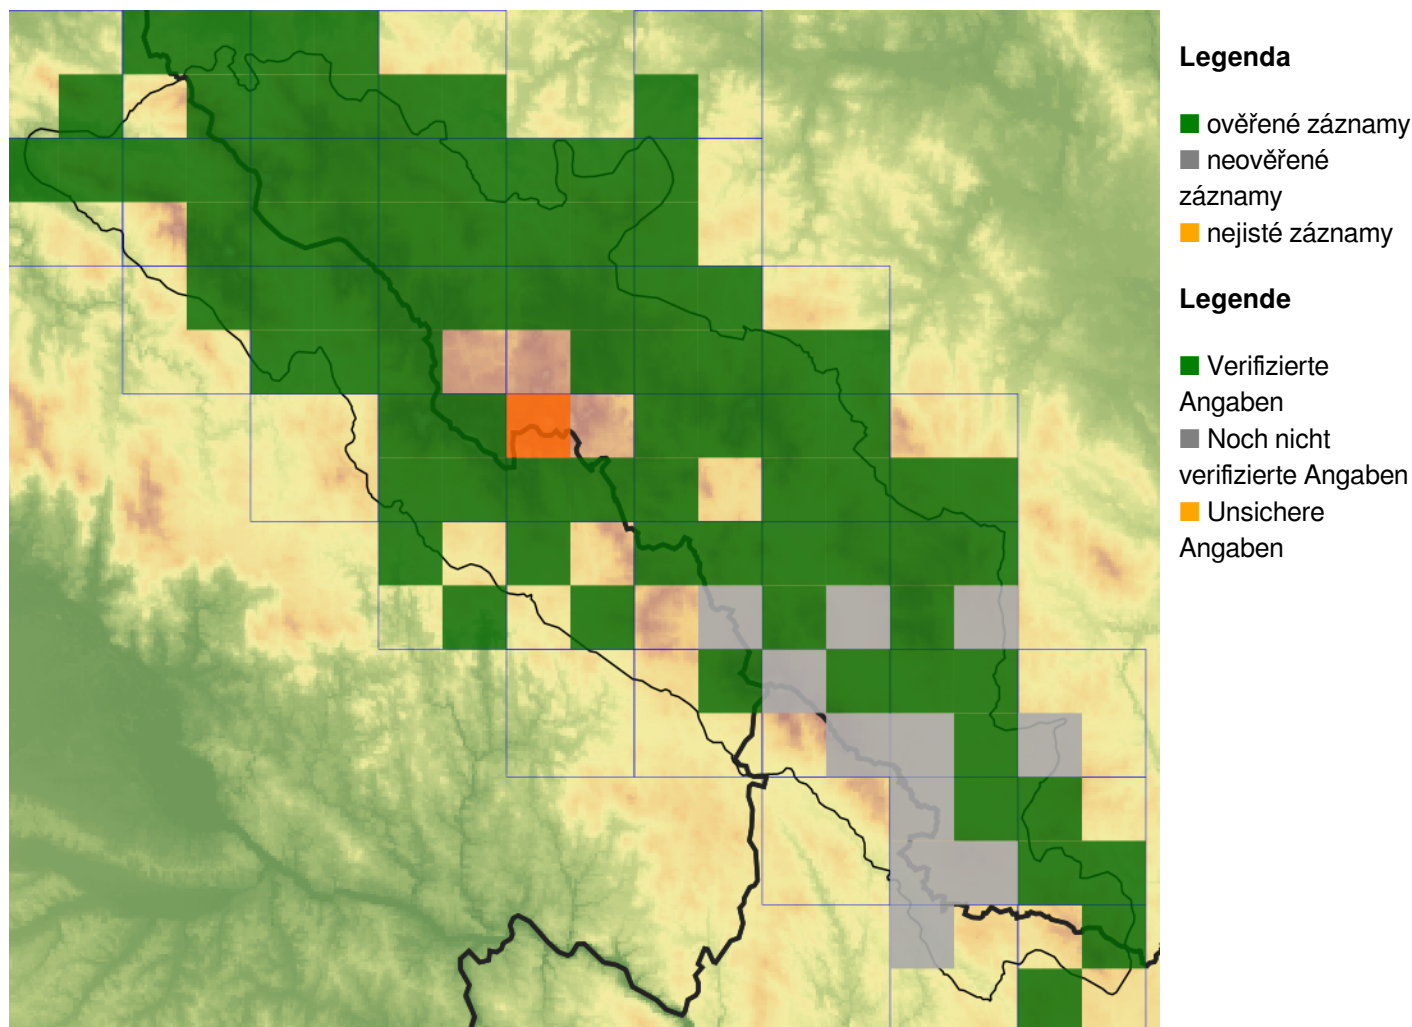 Legenda
ověřené záznamy
neověřené
záznamy
nejisté záznamy
Legende
Verifizierte
Angaben
Noch nicht
verifizierte Angaben
Unsichere
Angaben